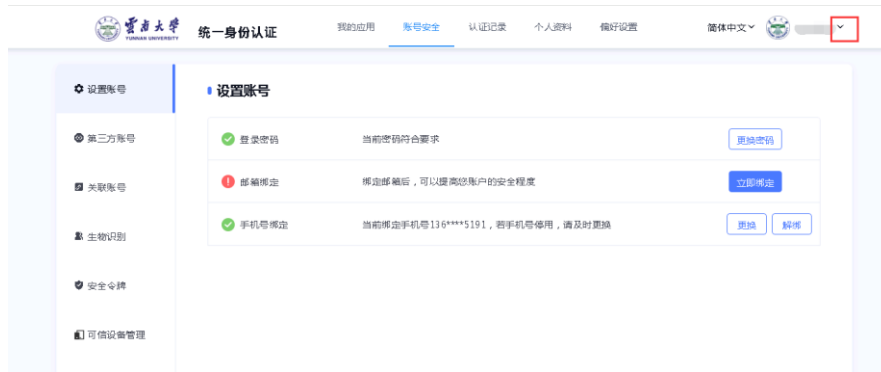 雲南大學 统一身份认证 我的应用 账号安全 认证记录 个人资料 偏好设置 简体中文
YUNNAN UNIVERSITY
设置账号
第三方账号
关联账号
生物识别
安全令牌
可信设备管理
设置账号
登录密码 当前密码符合要求 更换密码
邮箱绑定 绑定邮箱后，可以提高您账户的安全程度 立即绑定
手机号绑定 当前绑定手机号136****5191，若手机号停用，请及时更换 更换 解绑